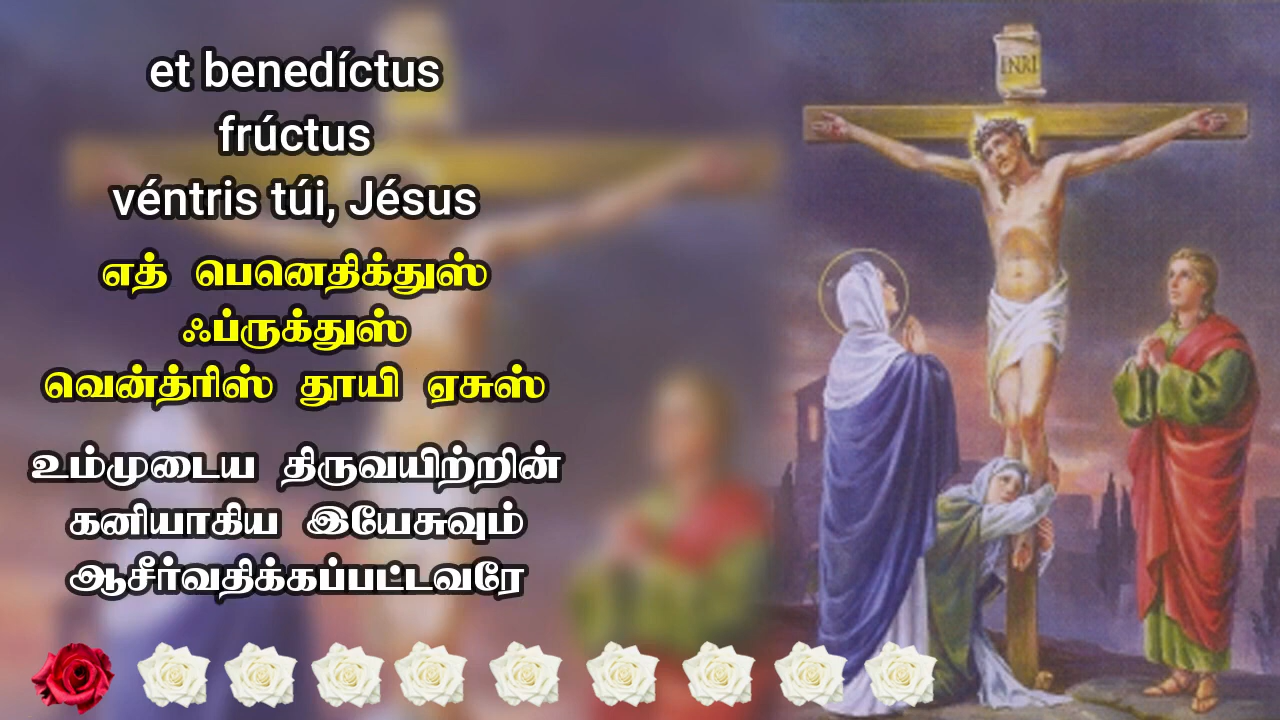 et benedíctus
frúctus
véntris túi, Jésus
எத் பெனெதிக்துஸ்
ஃப்ருக்துஸ்
வென்த்ரிஸ் தூயி ஏசுஸ்
உம்முடைய திருவயிற்றின்
கனியாகிய இயேசுவும்
ஆசீர்வதிக்கப்பட்டவரே
INRI